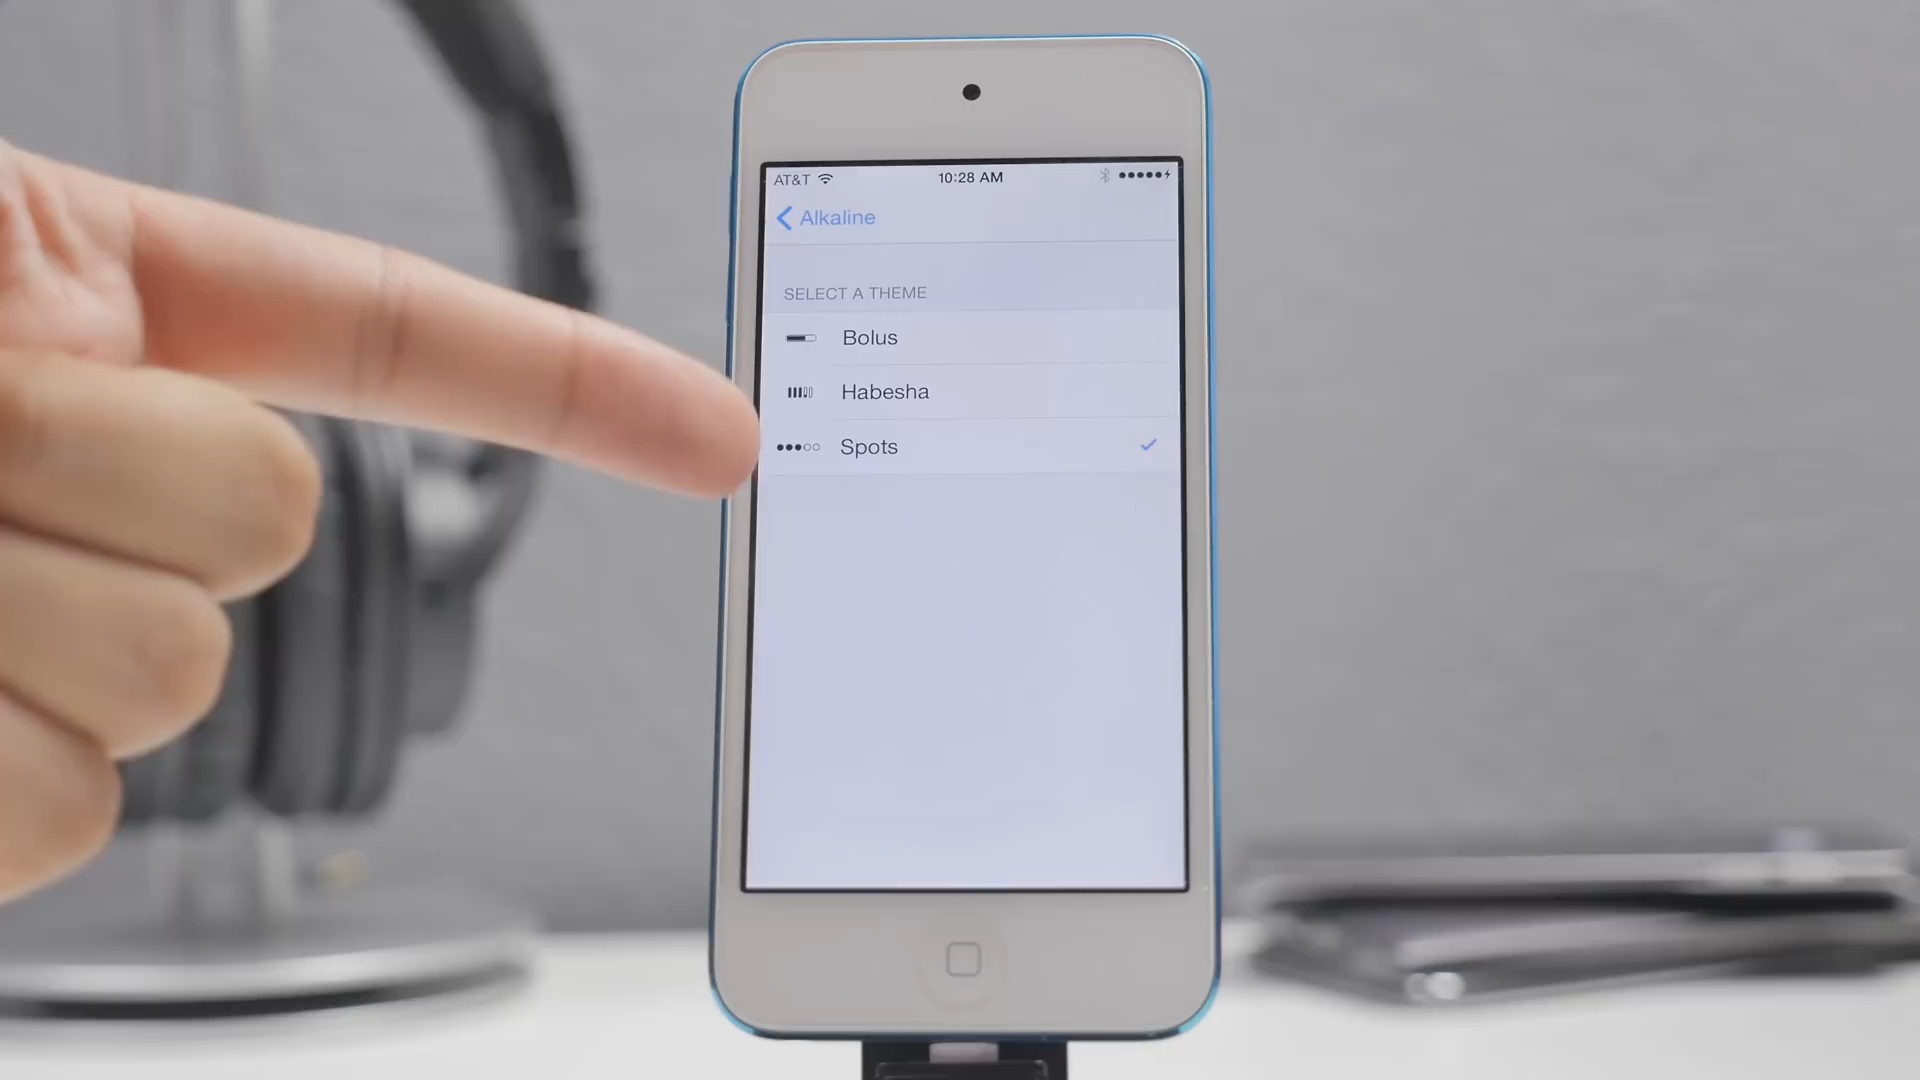 AT&T 10:28 AM
Alkaline
SELECT A THEME
Bolus
Habesha
Spots